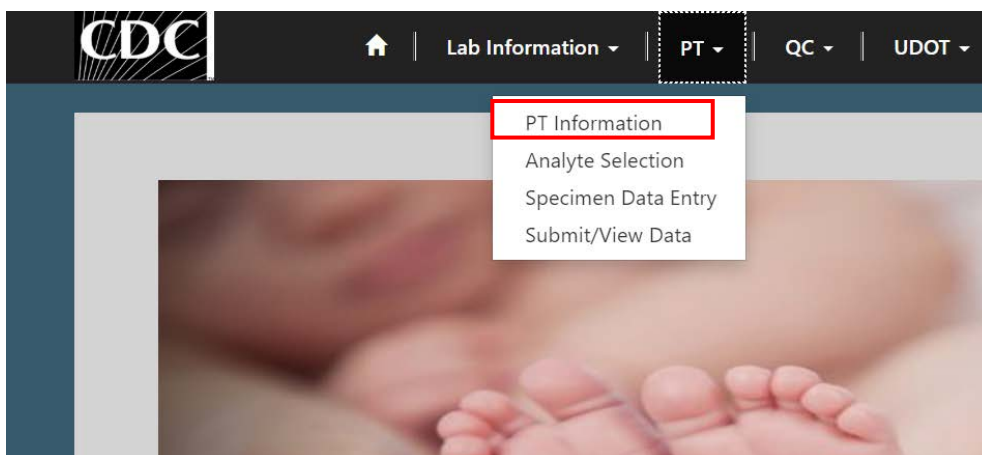 CDC Lab Information PT QC UDOT
PT Information
Analyte Selection
Specimen Data Entry
Submit/View Data